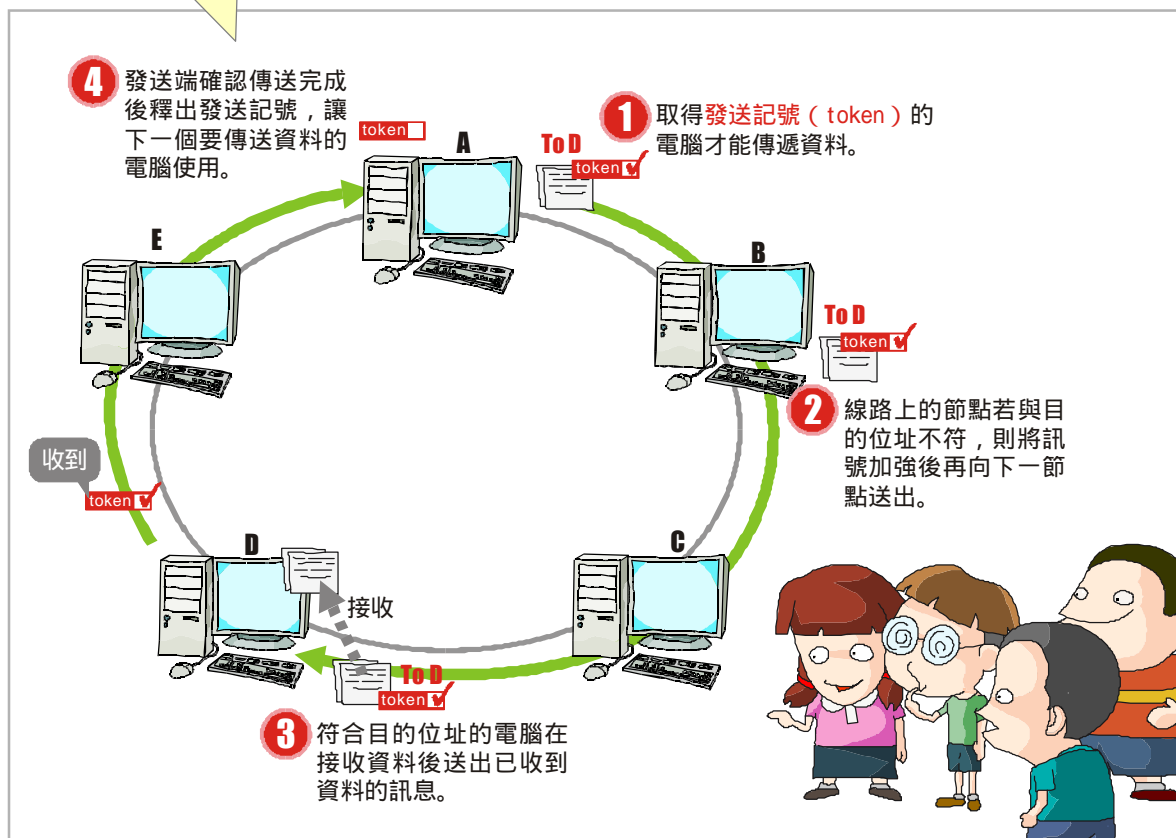 4
發送端確認傳送完成
後釋出發送記號，讓
下一個要傳送資料的
電腦使用。
token
A
To D
token
1
取得發送記號（token）的
電腦才能傳遞資料。
E
B
To D
token
2
線路上的節點若與目
的位址不符，則將訊
號加強後再向下一節
點送出。
收到
token
D
C
接收
To D
token
3
符合目的位址的電腦在
接收資料後送出已收到
資料的訊息。